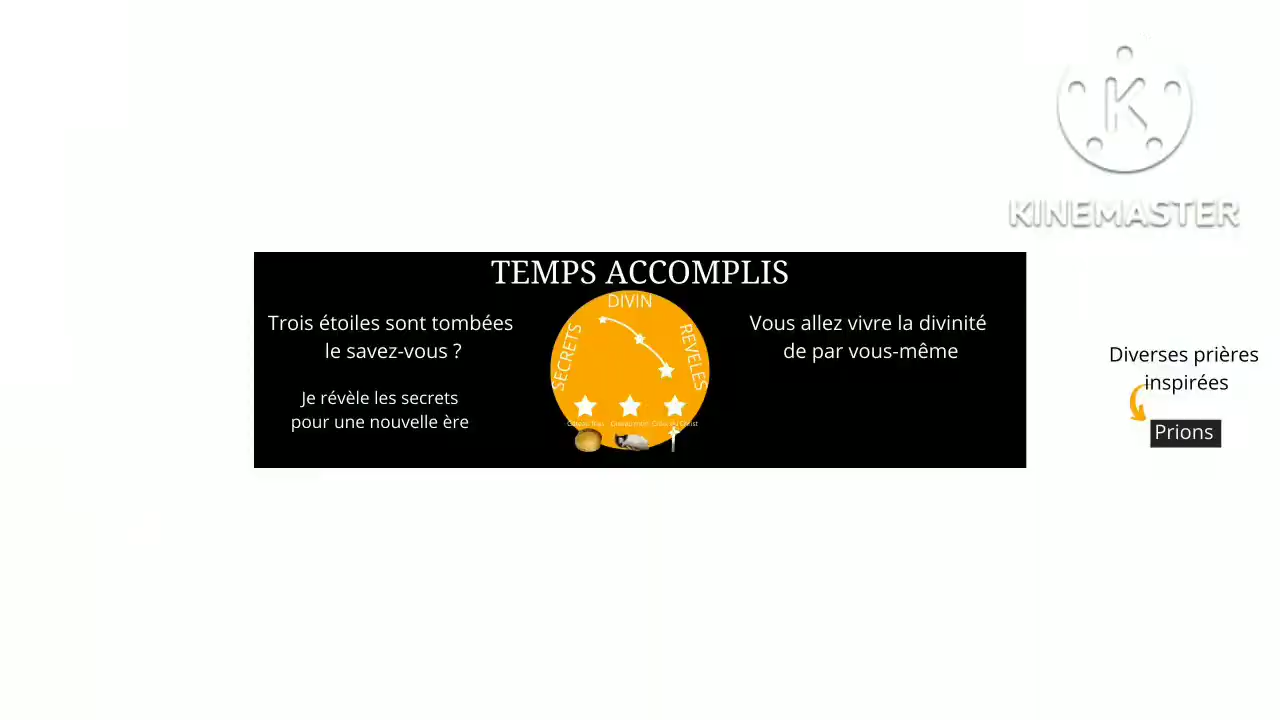 KINEMASTER
TEMPS ACCOMPLIS
DIVIN
SECRETS
REVELES
Trois étoiles sont tombées
le savez-vous ?
Je révèle les secrets
pour une nouvelle ère
Vous allez vivre la divinité
de par vous-même
Diverses prières
inspirées
Prions